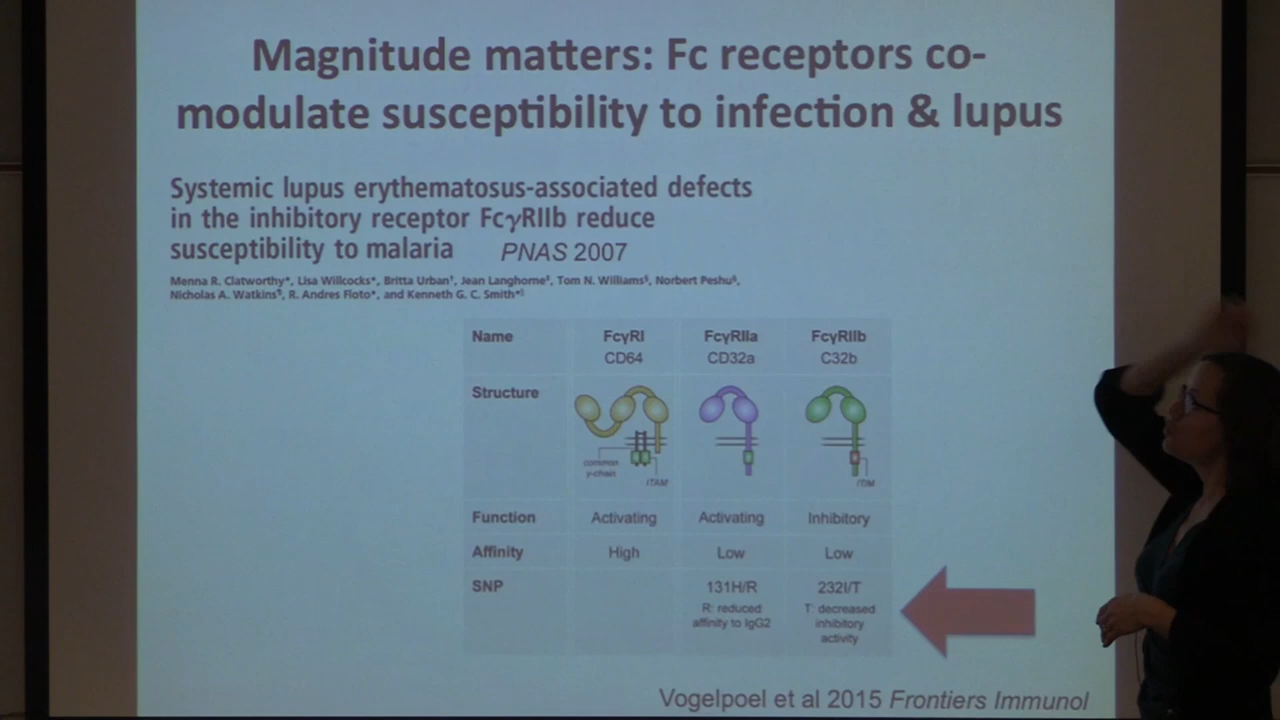 Magnitude matters: Fc receptors co-
modulate susceptibility to infection & lupus
Systemic lupus erythematosus-associated defects
in the inhibitory receptor FcγRIIb reduce
susceptibility to malaria PNAS 2007
Menna R. Clatworthy*, Lisa Willcocks*, Britta Urban†, Jean Langhorne‡, Tom N. Williams§, Norbert Peshu§,
Nicholas A. Watkins¶, R. Andres Floto*, and Kenneth G. C. Smith*‖
Name FcγRI FcγRIIa FcγRIIb
CD64 CD32a C32b
Structure
common
γ-chain
ITAM
ITIM
Function Activating Activating Inhibitory
Affinity High Low Low
SNP 131H/R 232I/T
R: reduced T: decreased
affinity to IgG2 inhibitory
activity
Vogelpoel et al 2015 Frontiers Immunol